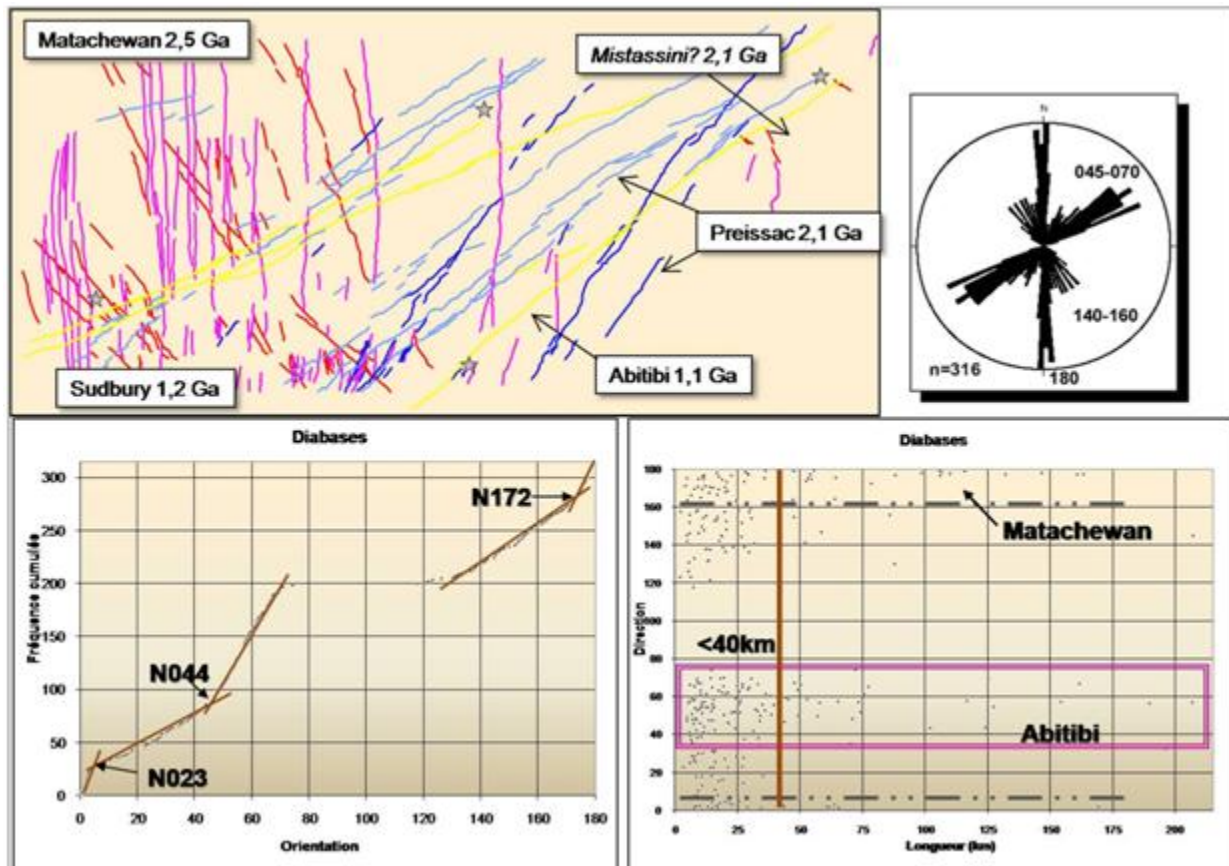 Matachewan 2,5 Ga
Mistassini? 2,1 Ga
Preissac 2,1 Ga
Abitibi 1,1 Ga
Sudbury 1,2 Ga
N
045-070
140-160
n=316
180
Diabases
Fréquence cumulée
300
250
200
150
100
50
0
N172
N044
N023
0 20 40 60 80 100 120 140 160 180
Orientation
Diabases
Direction
180
160
140
120
100
80
60
40
20
0
Matachewan
<40km
Abitibi
0 25 50 75 100 125 150 175 200
Longueur (km)